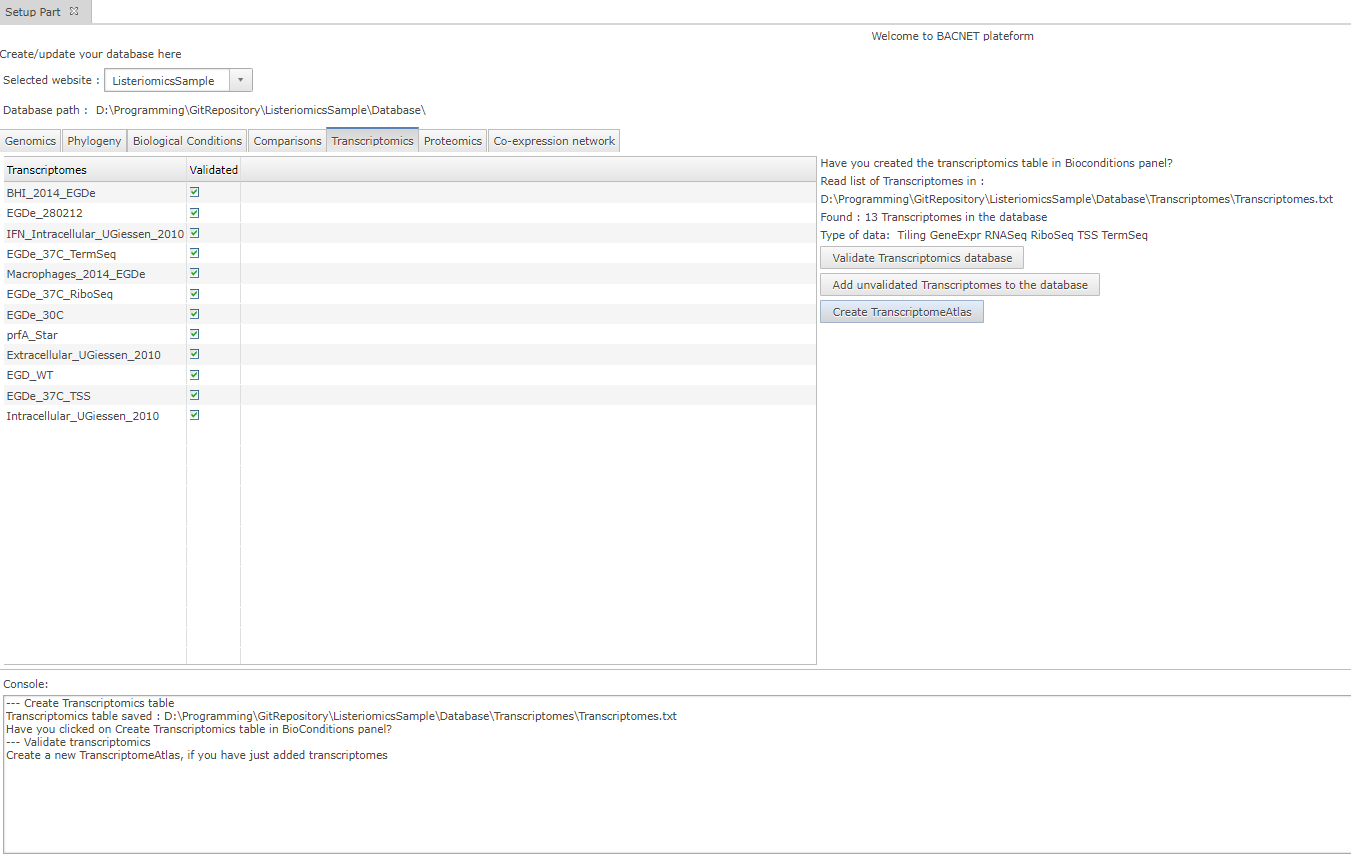 Setup Part
Welcome to BACNET plateform
Create/update your database here
Selected website : ListeriomicsSample
Database path : D:\Programming\GitRepository\ListeriomicsSample\Database\
Genomics Phylogeny Biological Conditions Comparisons Transcriptomics Proteomics Co-expression network
Transcriptomes Validated
BHI_2014_EGDe
EGDe_280212
IFN_Intracellular_UGiessen_2010
EGDe_37C_TermSeq
Macrophages_2014_EGDe
EGDe_37C_RiboSeq
EGDe_30C
prfA_Star
Extracellular_UGiessen_2010
EGD_WT
EGDe_37C_TSS
Intracellular_UGiessen_2010
Have you created the transcriptomics table in Bioconditions panel?
Read list of Transcriptomes in :
D:\Programming\GitRepository\ListeriomicsSample\Database\Transcriptomes\Transcriptomes.txt
Found : 13 Transcriptomes in the database
Type of data: Tiling GeneExpr RNASeq RiboSeq TSS TermSeq
Validate Transcriptomics database
Add unvalidated Transcriptomes to the database
Create TranscriptomeAtlas
Console:
--- Create Transcriptomics table
Transcriptomics table saved : D:\Programming\GitRepository\ListeriomicsSample\Database\Transcriptomes\Transcriptomes.txt
Have you clicked on Create Transcriptomics table in BioConditions panel?
--- Validate transcriptomics
Create a new TranscriptomeAtlas, if you have just added transcriptomes